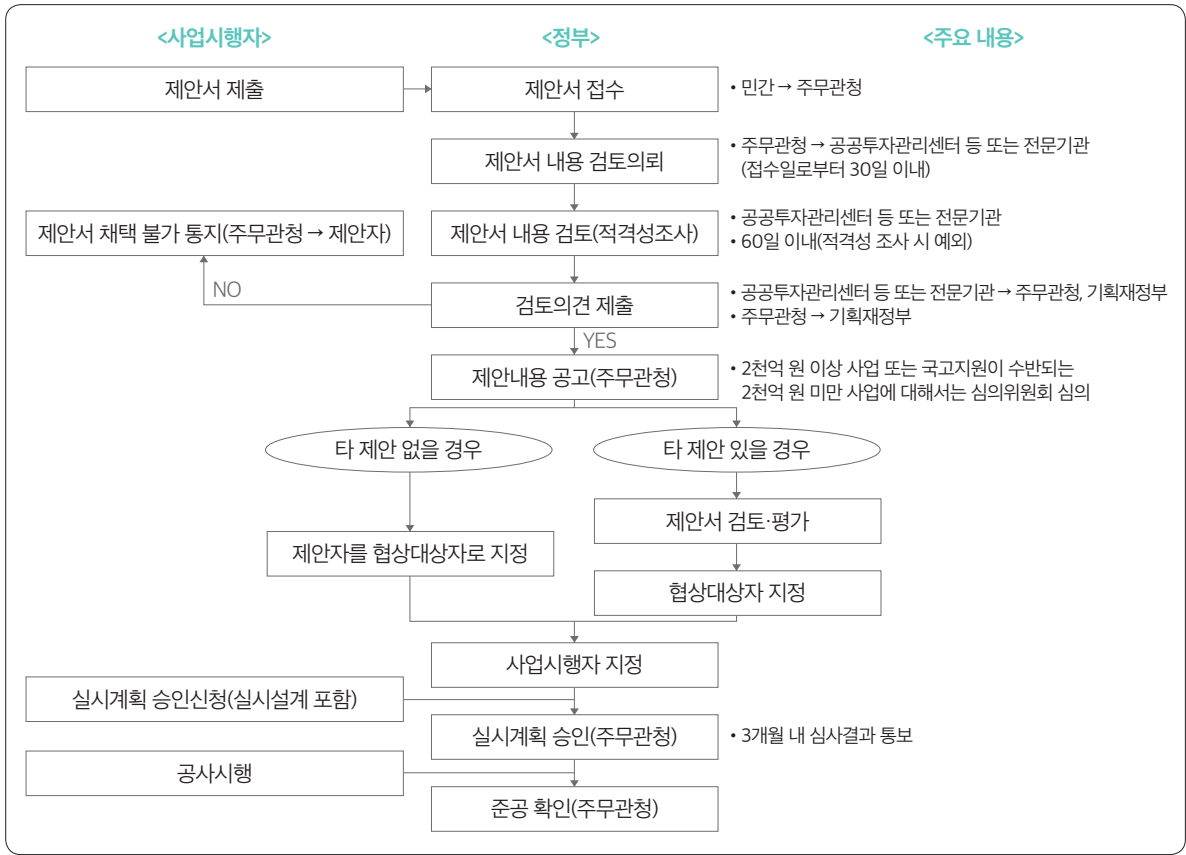 <사업시행자>
<정부>
<주요 내용>
제안서 제출
제안서 접수
• 민간 → 주무관청
제안서 내용 검토의뢰
• 주무관청 → 공공투자관리센터 등 또는 전문기관
(접수일로부터 30일 이내)
제안서 채택 불가 통지(주무관청 → 제안자)
제안서 내용 검토(적격성조사)
• 공공투자관리센터 등 또는 전문기관
• 60일 이내(적격성 조사 시 예외)
NO
검토의견 제출
• 공공투자관리센터 등 또는 전문기관 → 주무관청, 기획재정부
• 주무관청 → 기획재정부
YES
제안내용 공고(주무관청)
• 2천억 원 이상 사업 또는 국고지원이 수반되는
2천억 원 미만 사업에 대해서는 심의위원회 심의
타 제안 없을 경우
타 제안 있을 경우
제안서 검토·평가
제안자를 협상대상자로 지정
협상대상자 지정
사업시행자 지정
실시계획 승인신청(실시설계 포함)
실시계획 승인(주무관청)
• 3개월 내 심사결과 통보
공사시행
준공 확인(주무관청)